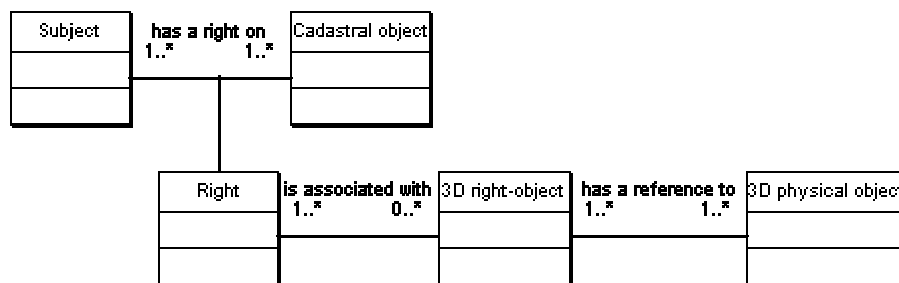 Subject
has a right on
Cadastral object
1..*
1..*
Right
is associated with
3D right-object
has a reference to
3D physical object
1..*
0..*
1..*
1..*